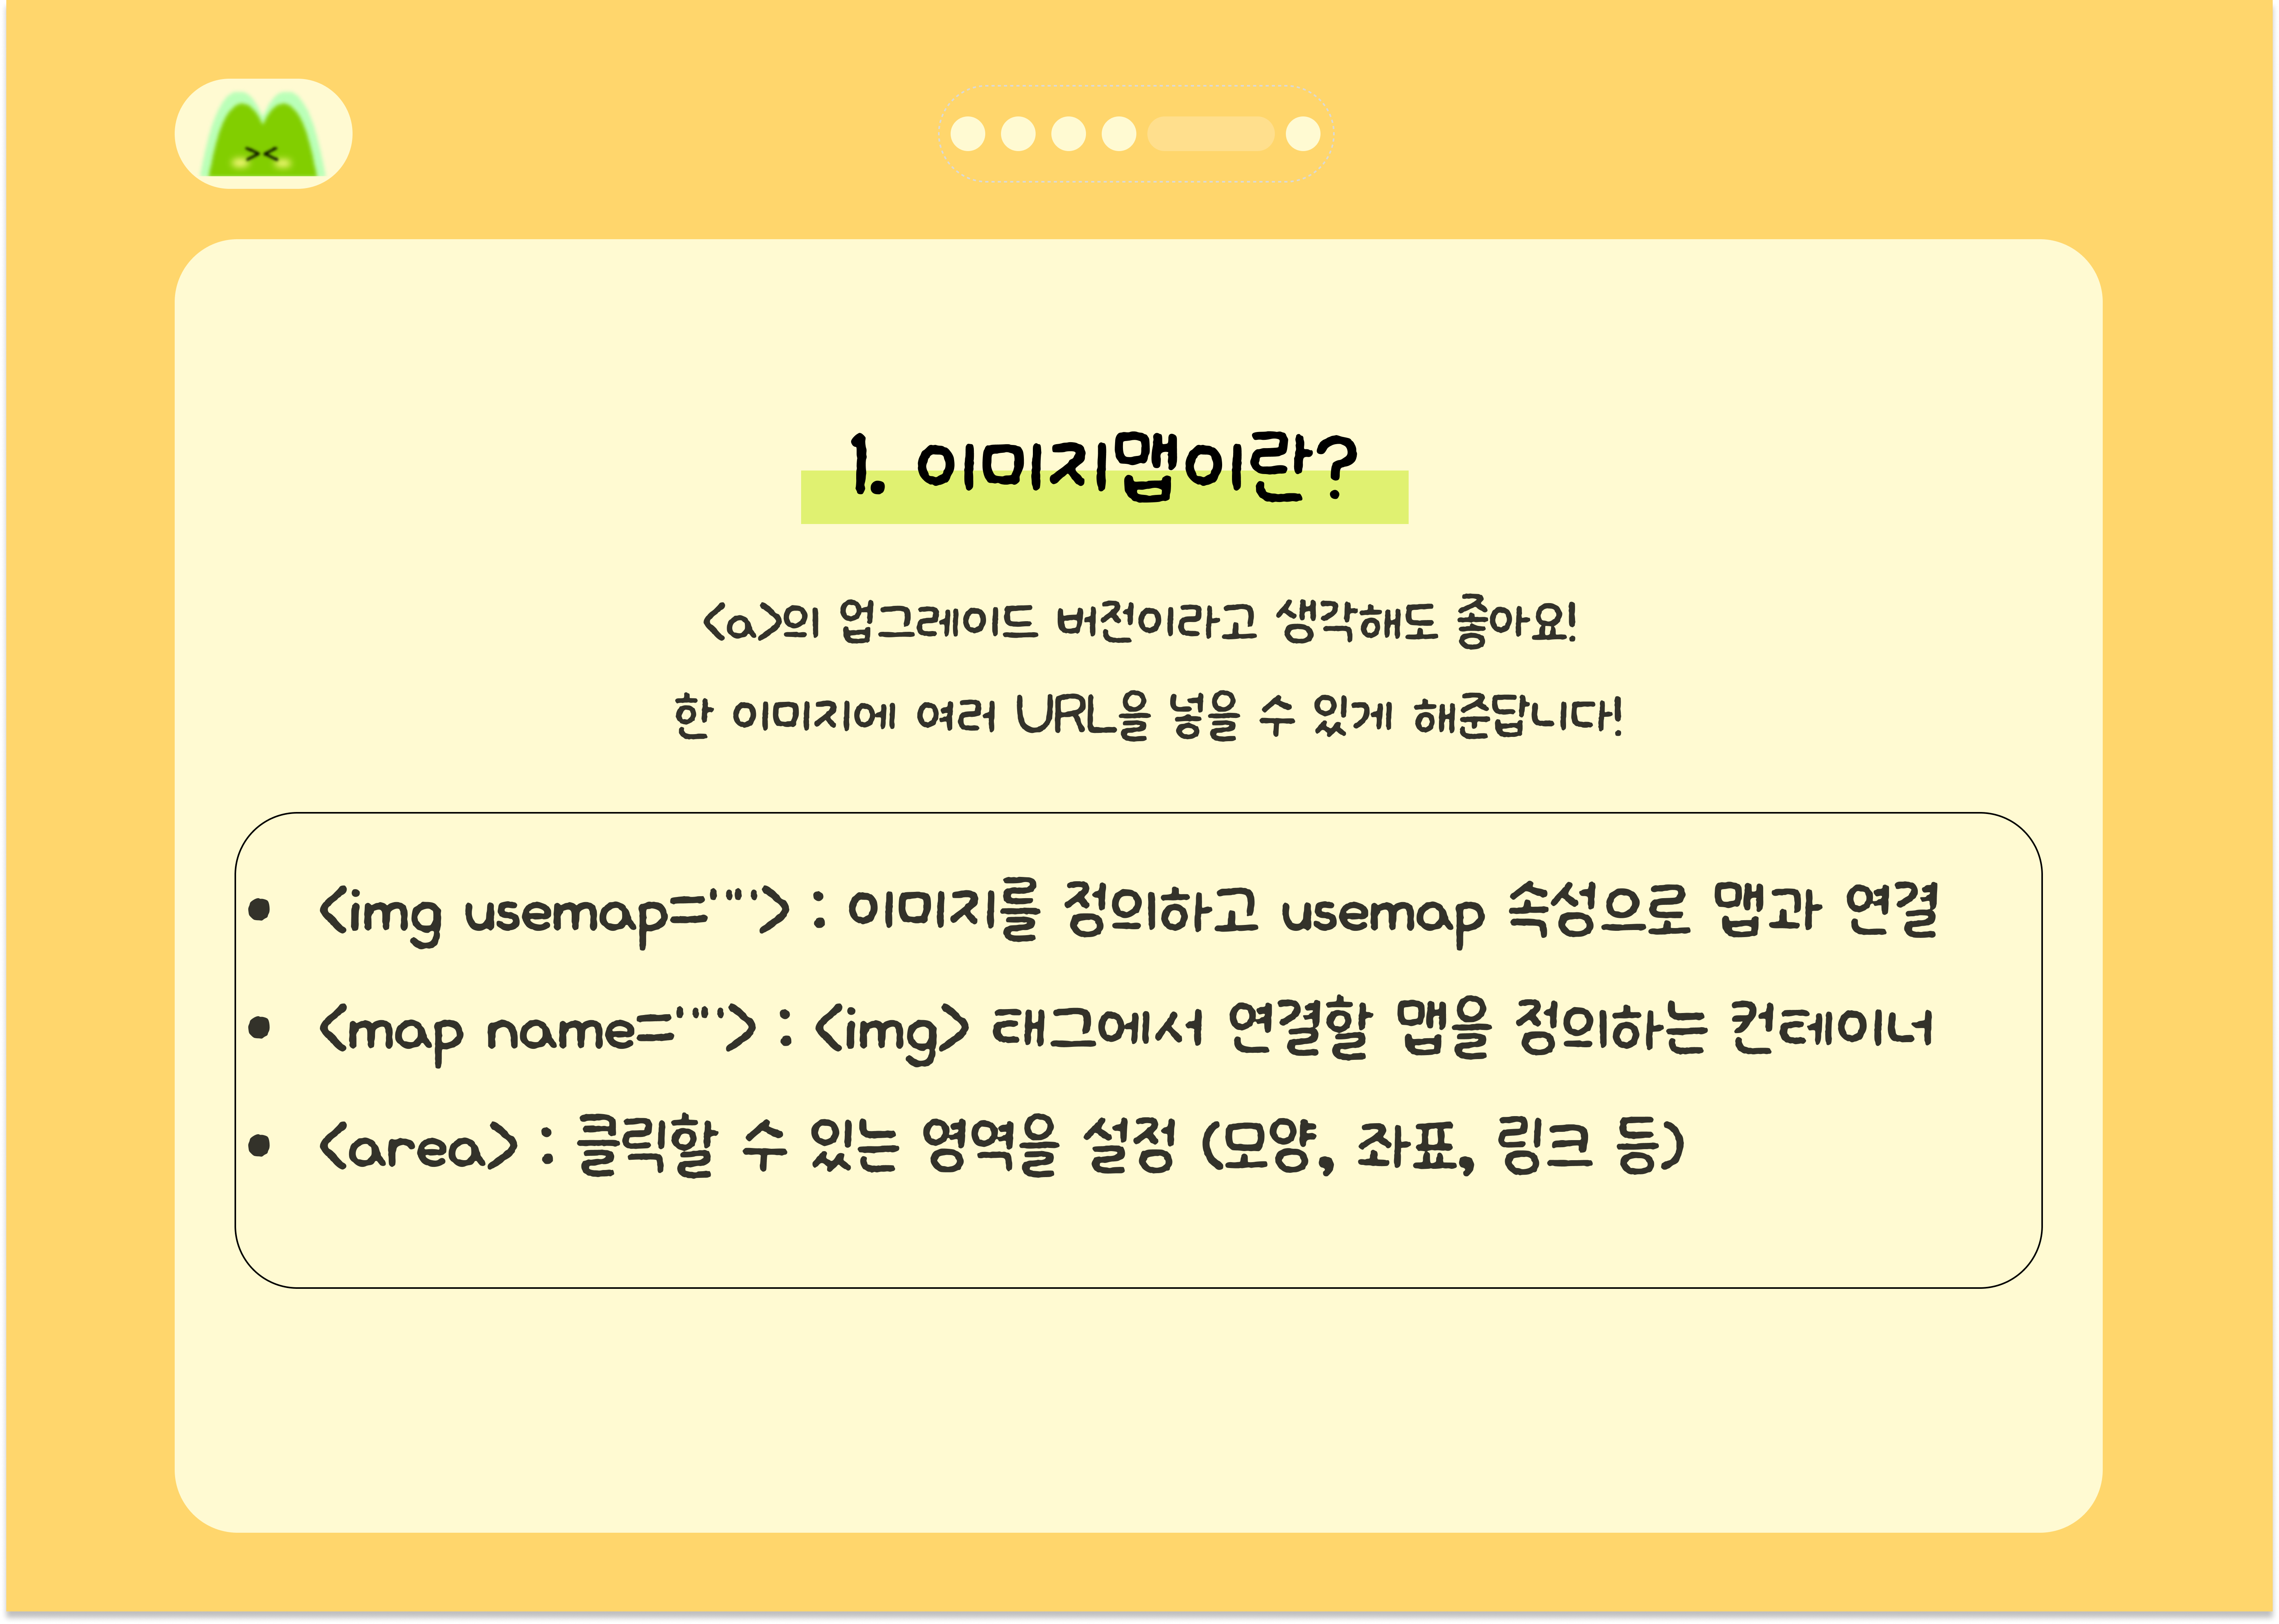 1. 이미지맵이란?
<a>의 업그레이드 버전이라고 생각해도 좋아요!
한 이미지에 여러 URL을 넣을 수 있게 해준답니다!
• <img usemap=""> : 이미지를 정의하고 usemap 속성으로 맵과 연결
• <map name=""> : <img> 태그에서 연결할 맵을 정의하는 컨테이너
• <area> : 클릭할 수 있는 영역을 설정 (모양, 좌표, 링크 등)